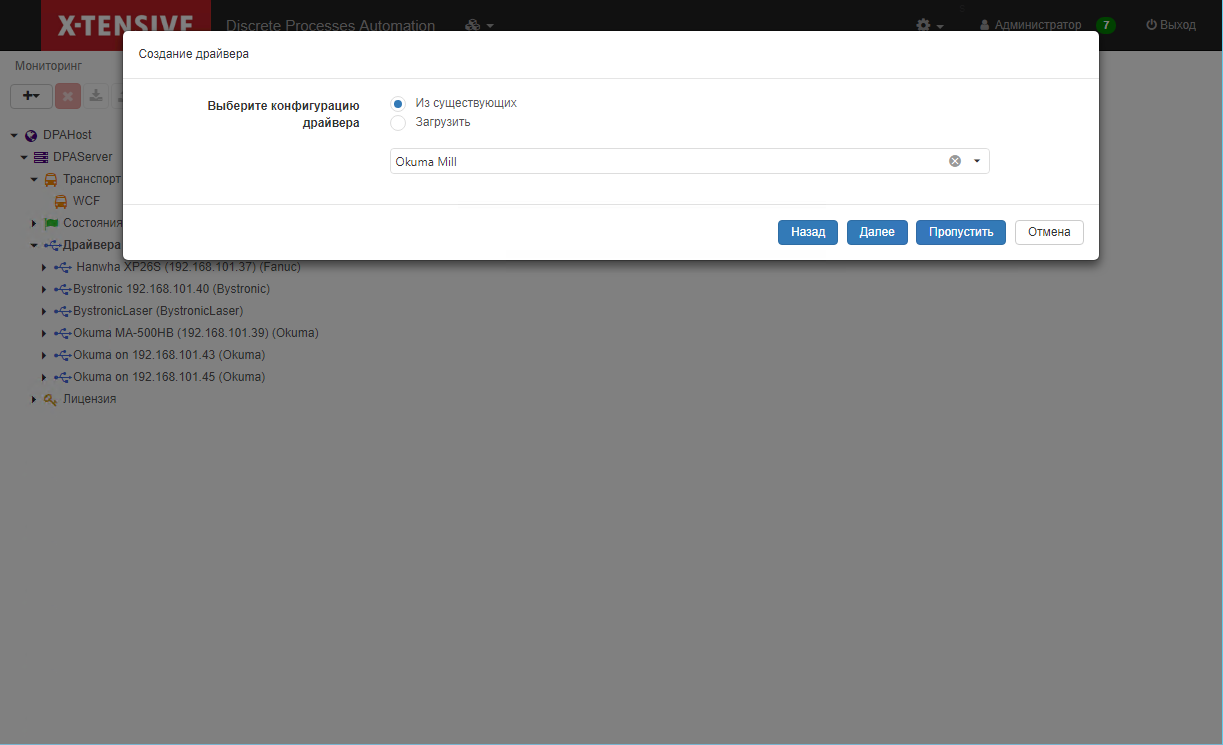 X-TENSIVE Discrete Processes Automation Администратор 7 Выход
Создание драйвера
Мониторинг
Выберите конфигурацию драйвера
Из существующих
Загрузить
Okuma Mill
Назад Далее Пропустить Отмена
DPAHost
DPAServer
Транспорт
WCF
Состояния
Драйвера
Hanwha XP26S (192.168.101.37) (Fanuc)
Bystronic 192.168.101.40 (Bystronic)
BystronicLaser (BystronicLaser)
Okuma MA-500HB (192.168.101.39) (Okuma)
Okuma on 192.168.101.43 (Okuma)
Okuma on 192.168.101.45 (Okuma)
Лицензия